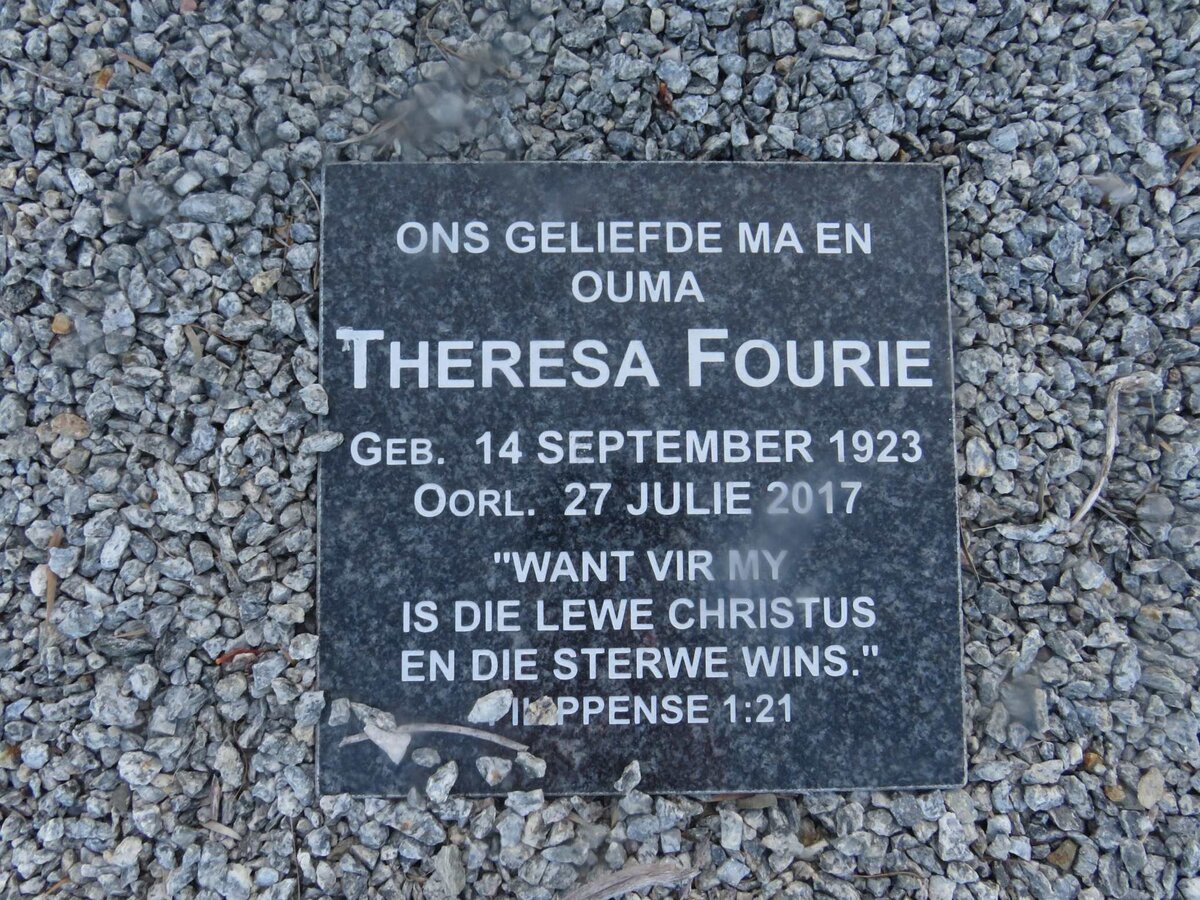 ONS GELIEFDE MA EN
OUMA
THERESA FOURIE
GEB. 14 SEPTEMBER 1923
OORL. 27 JULIE 2017
"WANT VIR MY
IS DIE LEWE CHRISTUS
EN DIE STERWE WINS."
1:21